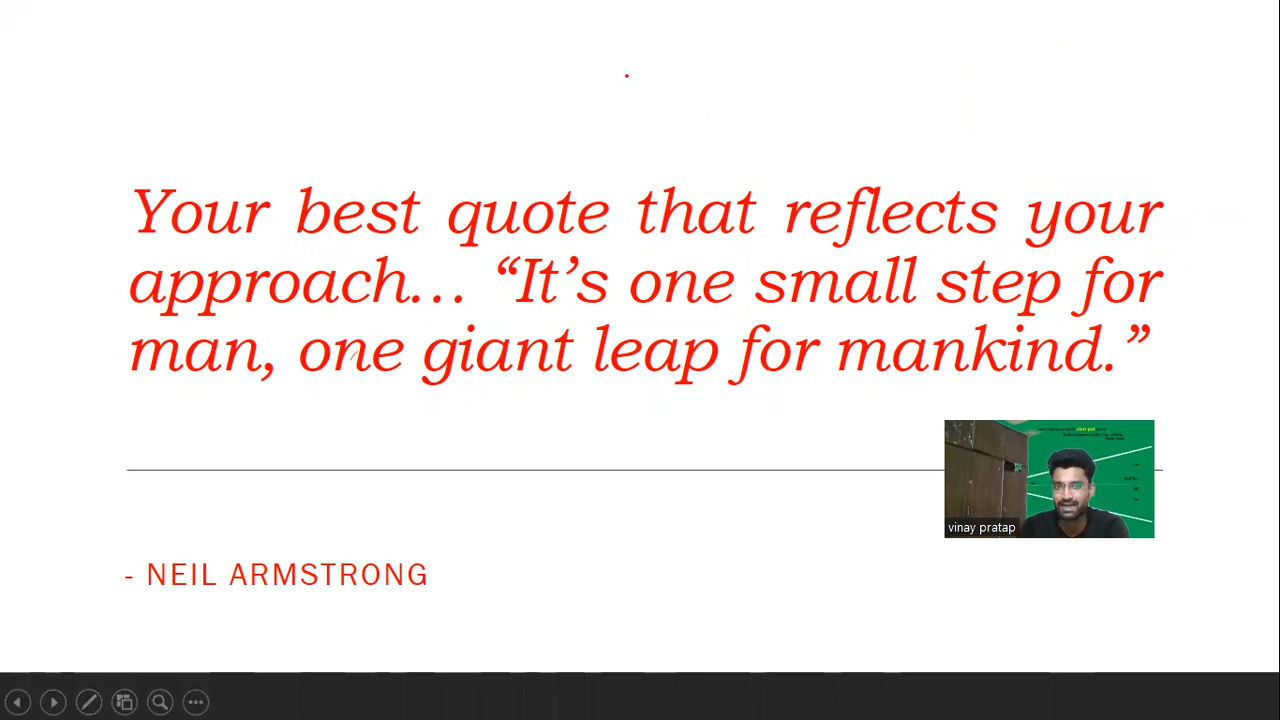 Your best quote that reflects your
approach… “It’s one small step for
man, one giant leap for mankind.”
vinay pratap
- NEIL ARMSTRONG